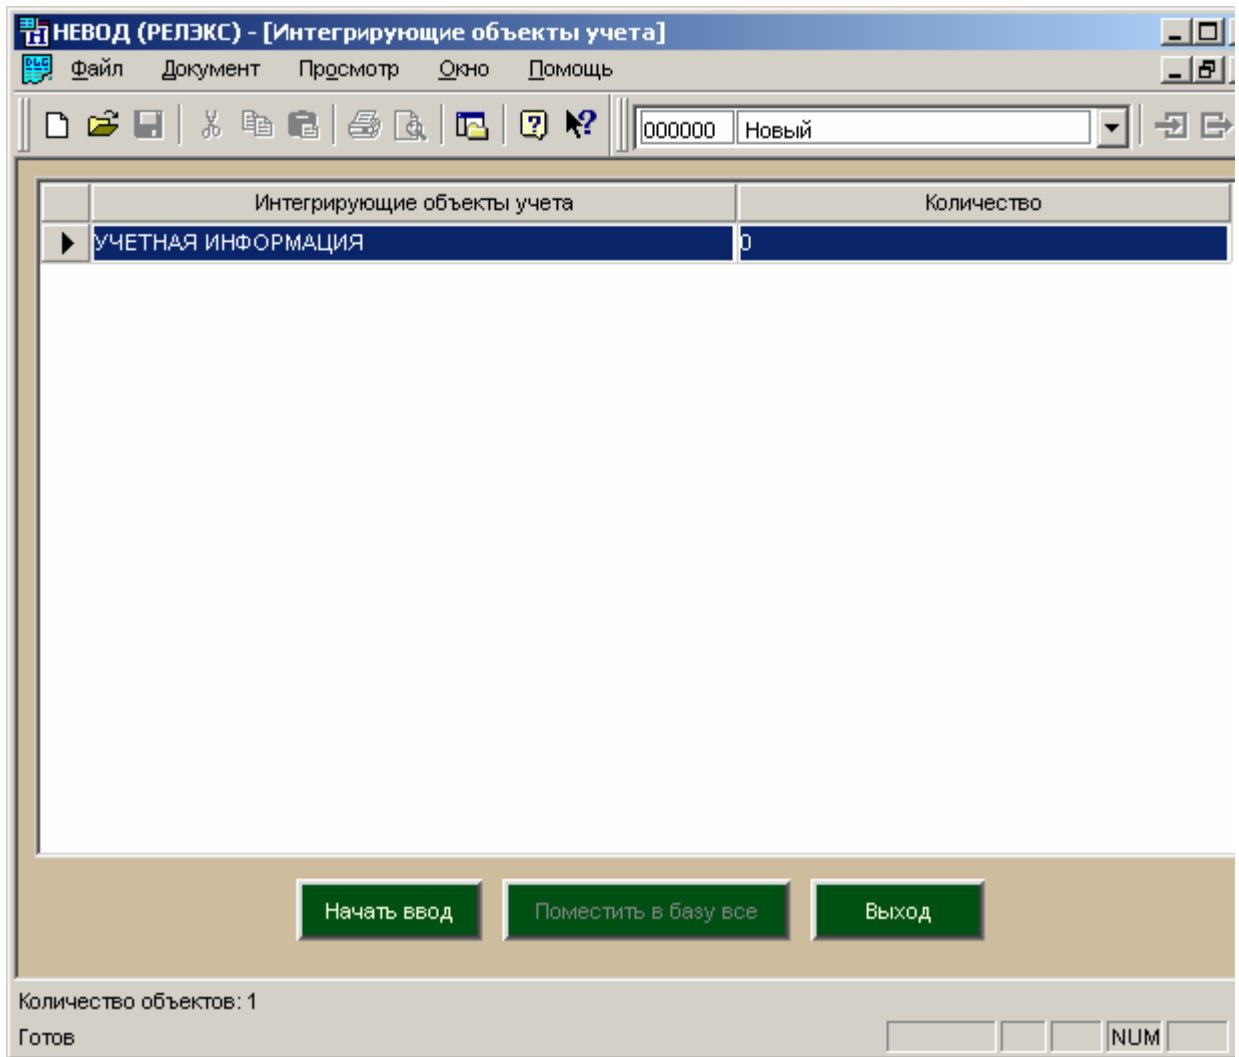 НЕВОД (РЕЛЭКС) - [Интегрирующие объекты учета]
Файл Документ Просмотр Окно Помощь
000000 Новый
Интегрирующие объекты учета Количество
УЧЕТНАЯ ИНФОРМАЦИЯ 0
Начать ввод Поместить в базу все Выход
Количество объектов: 1
Готов NUM